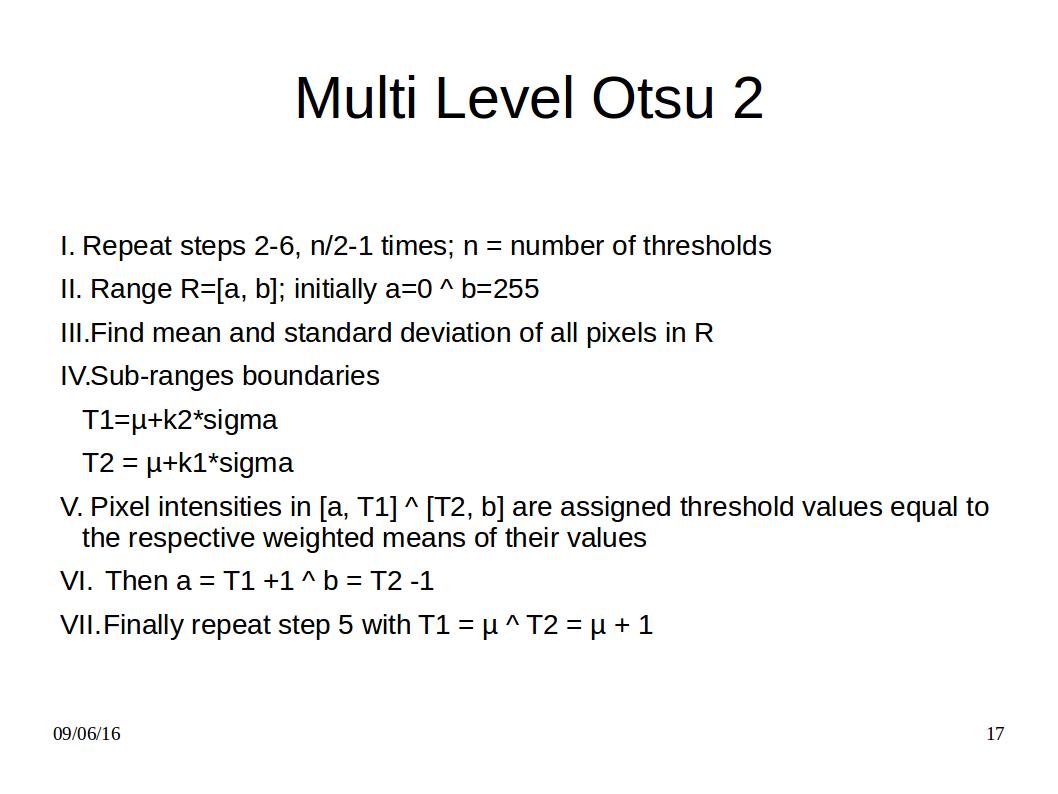 Multi Level Otsu 2
I. Repeat steps 2-6, n/2-1 times; n = number of thresholds
II. Range R=[a, b]; initially a=0 ^ b=255
III.Find mean and standard deviation of all pixels in R
IV.Sub-ranges boundaries
T1=µ+k2*sigma
T2 = µ+k1*sigma
V. Pixel intensities in [a, T1] ^ [T2, b] are assigned threshold values equal to
the respective weighted means of their values
VI. Then a = T1 +1 ^ b = T2 -1
VII.Finally repeat step 5 with T1 = µ ^ T2 = µ + 1
09/06/16
17